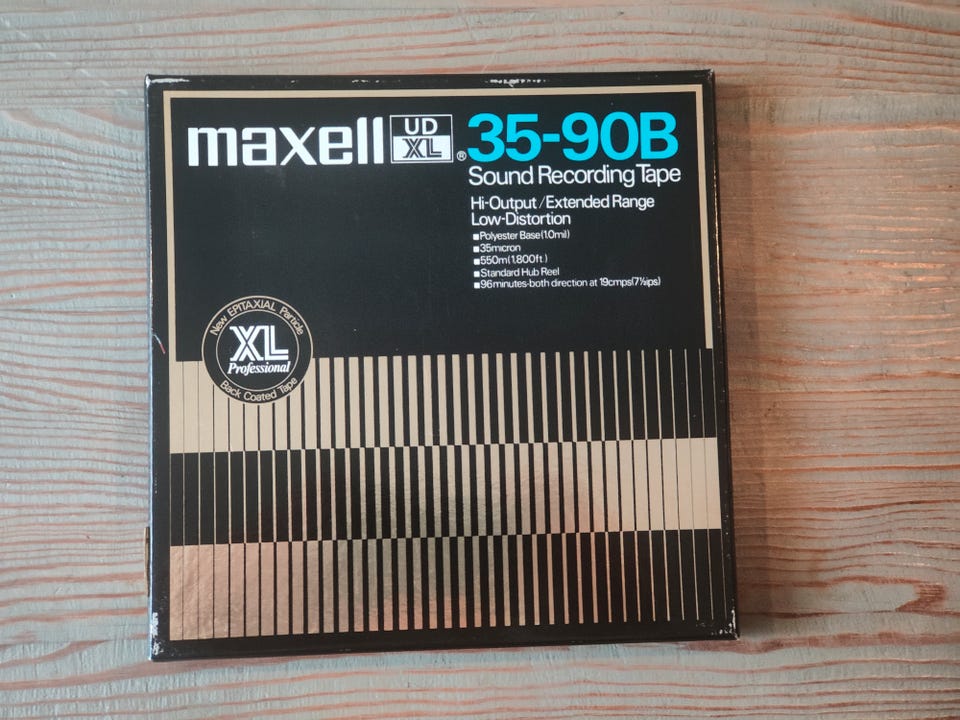 maxell UD XL ® 35-90B
Sound Recording Tape
Hi-Output/Extended Range
Low-Distortion
■Polyester Base(1.0mil)
■35micron
■550m(1,800ft.)
■Standard Hub Reel
■96minutes-both direction at 19cmps(7½ips)
New EPITAXIAL Particle
XL
Professional
Back Coated Tape